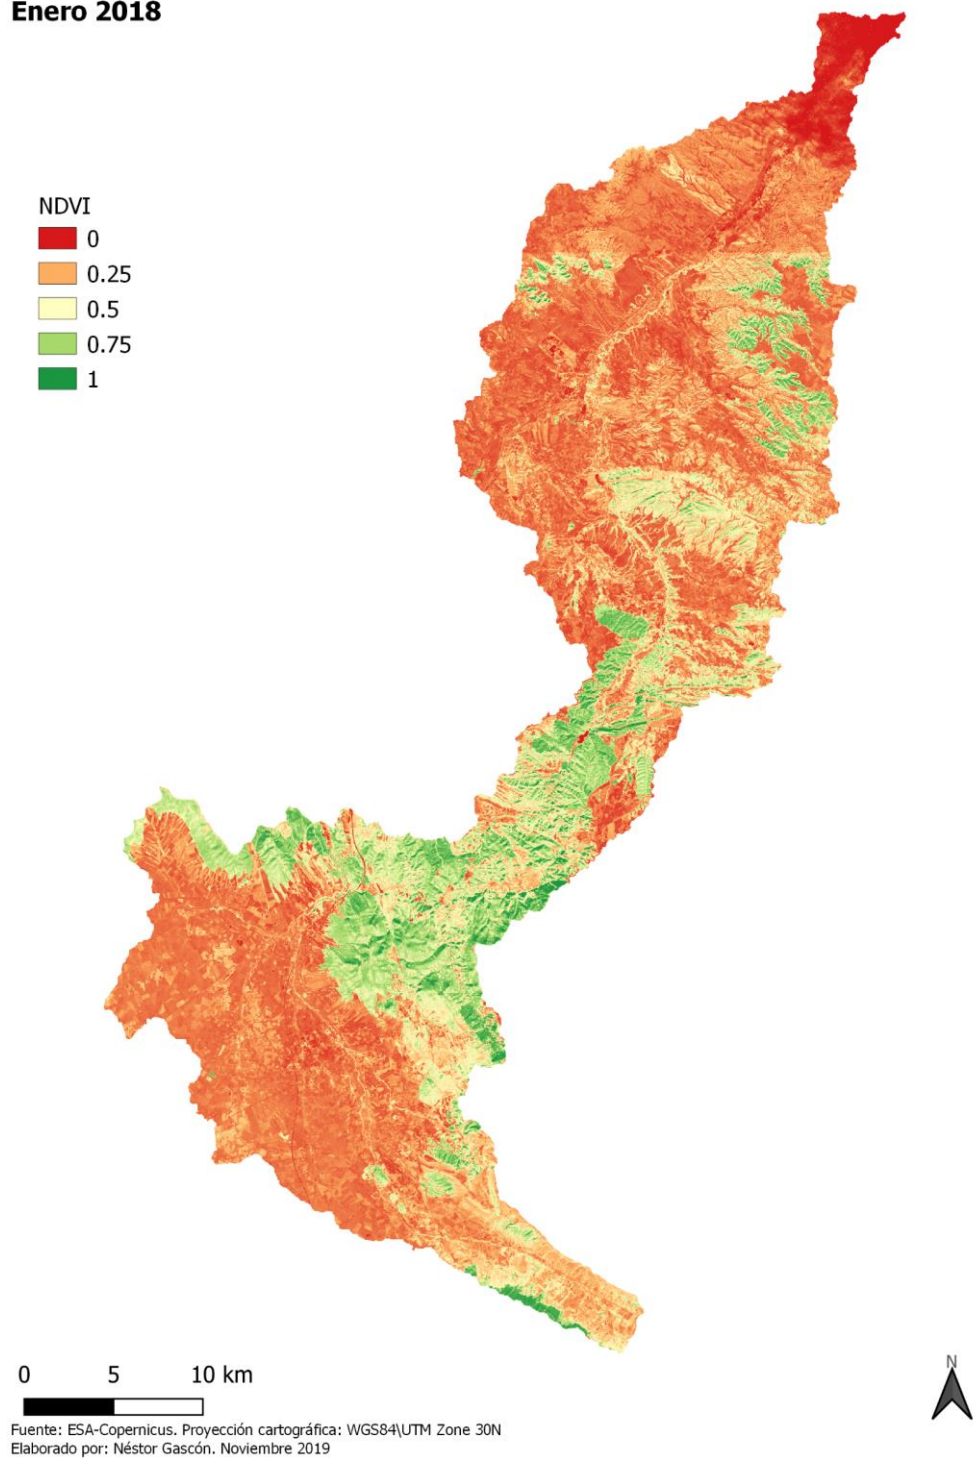 Enero 2018
NDVI
0
0.25
0.5
0.75
1
0 5 10 km
N
Fuente: ESA-Copernicus. Proyección cartográfica: WGS84\UTM Zone 30N
Elaborado por: Néstor Gascón. Noviembre 2019